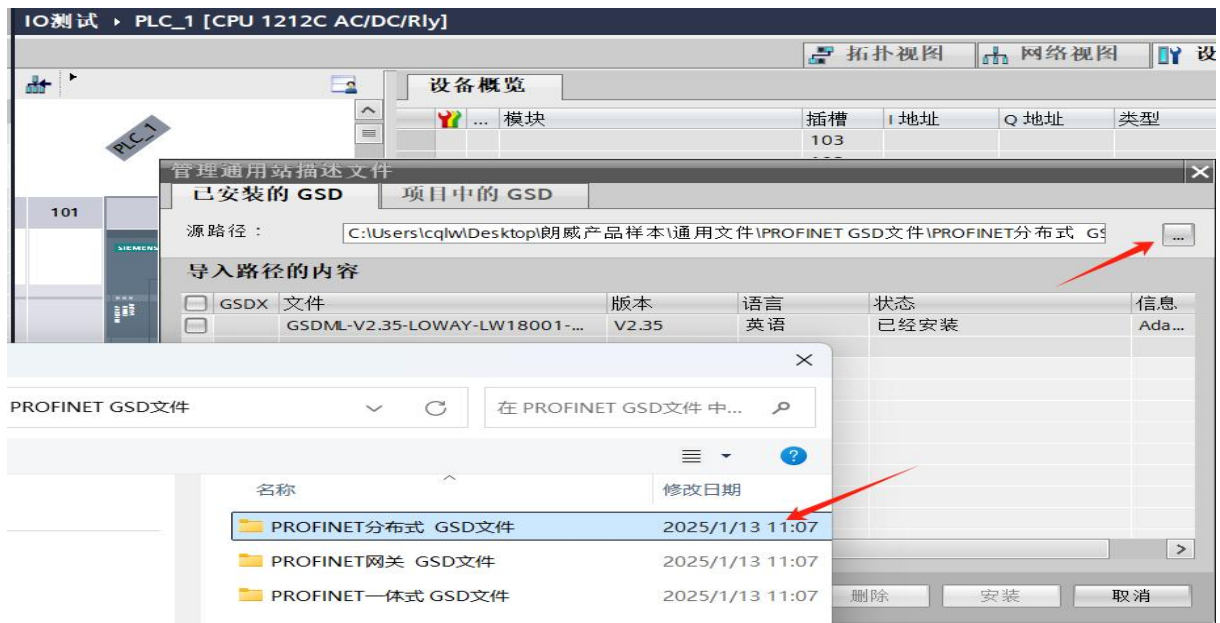 IO测试 ▸ PLC_1 [CPU 1212C AC/DC/Rly]
拓扑视图 网络视图 设
设备概览
... 模块 插槽 I 地址 Q 地址 类型
103
PLC_1
管理通用站描述文件
已安装的 GSD 项目中的 GSD
101
源路径： C:\Users\cqlw\Desktop\朗威产品样本\通用文件\PROFINET GSD文件\PROFINET分布式 GS ...
SIEMENS
导入路径的内容
GSDX 文件 版本 语言 状态 信息
GSDML-V2.35-LOWAY-LW18001-... V2.35 英语 已经安装 Ada...
PROFINET GSD文件 在 PROFINET GSD文件 中...
名称 修改日期
PROFINET分布式 GSD文件 2025/1/13 11:07
PROFINET网关 GSD文件 2025/1/13 11:07
PROFINET一体式 GSD文件 2025/1/13 11:07
删除 安装 取消